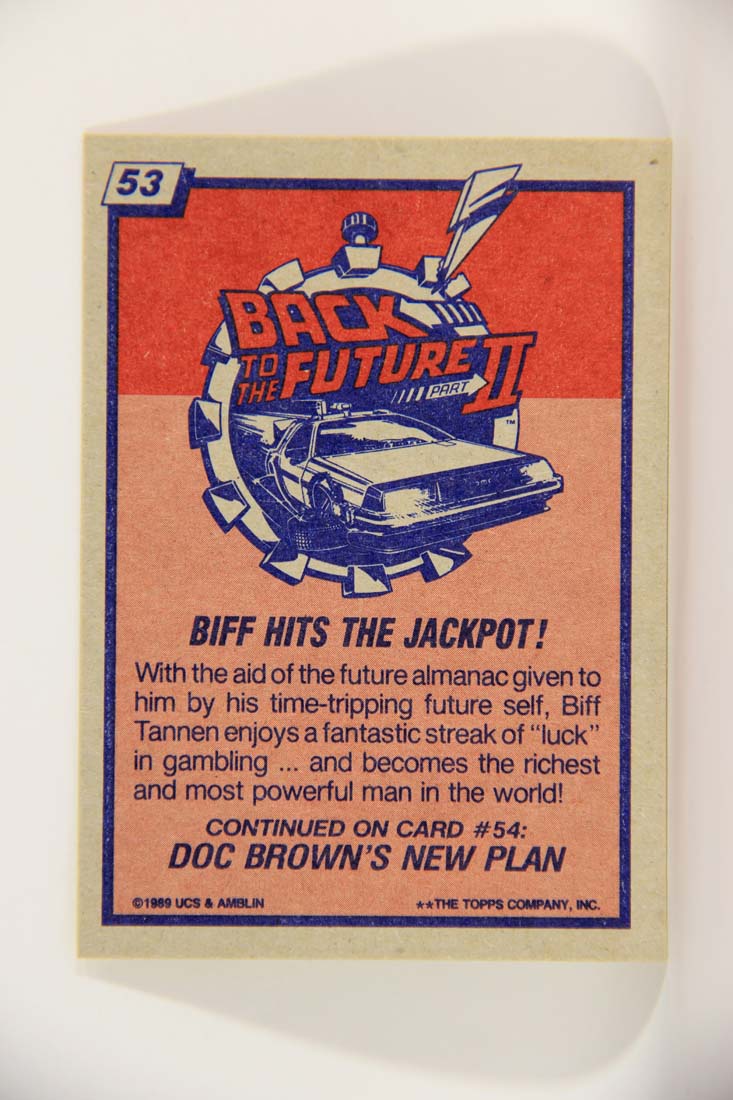 53
BACK
TO THE FUTURE II
PART
™
BIFF HITS THE JACKPOT!
With the aid of the future almanac given to
him by his time-tripping future self, Biff
Tannen enjoys a fantastic streak of "luck"
in gambling ... and becomes the richest
and most powerful man in the world!
CONTINUED ON CARD #54:
DOC BROWN'S NEW PLAN
©1989 UCS & AMBLIN **THE TOPPS COMPANY, INC.